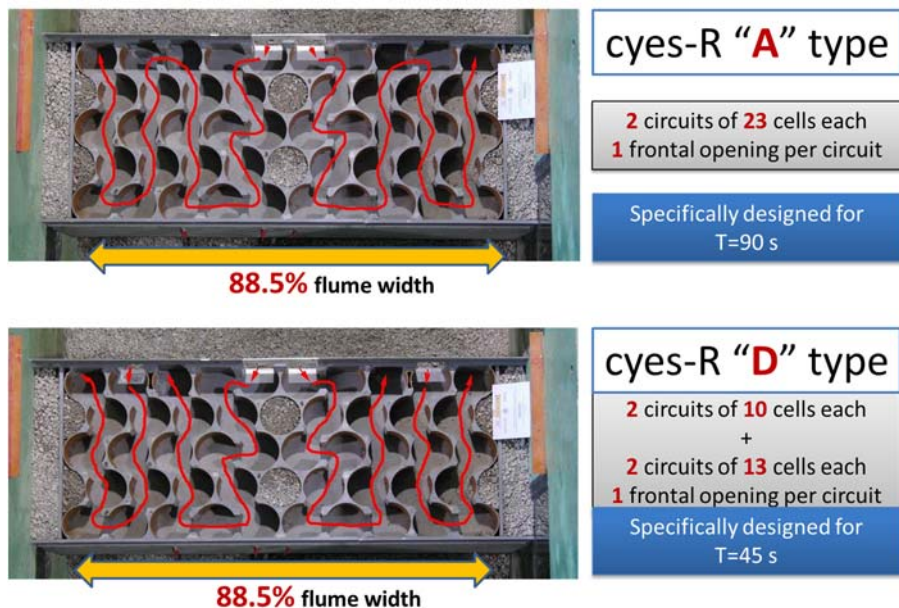 cyes-R “A” type
2 circuits of 23 cells each
1 frontal opening per circuit
Specifically designed for
T=90 s
88.5% flume width
cyes-R “D” type
2 circuits of 10 cells each
+
2 circuits of 13 cells each
1 frontal opening per circuit
Specifically designed for
T=45 s
88.5% flume width